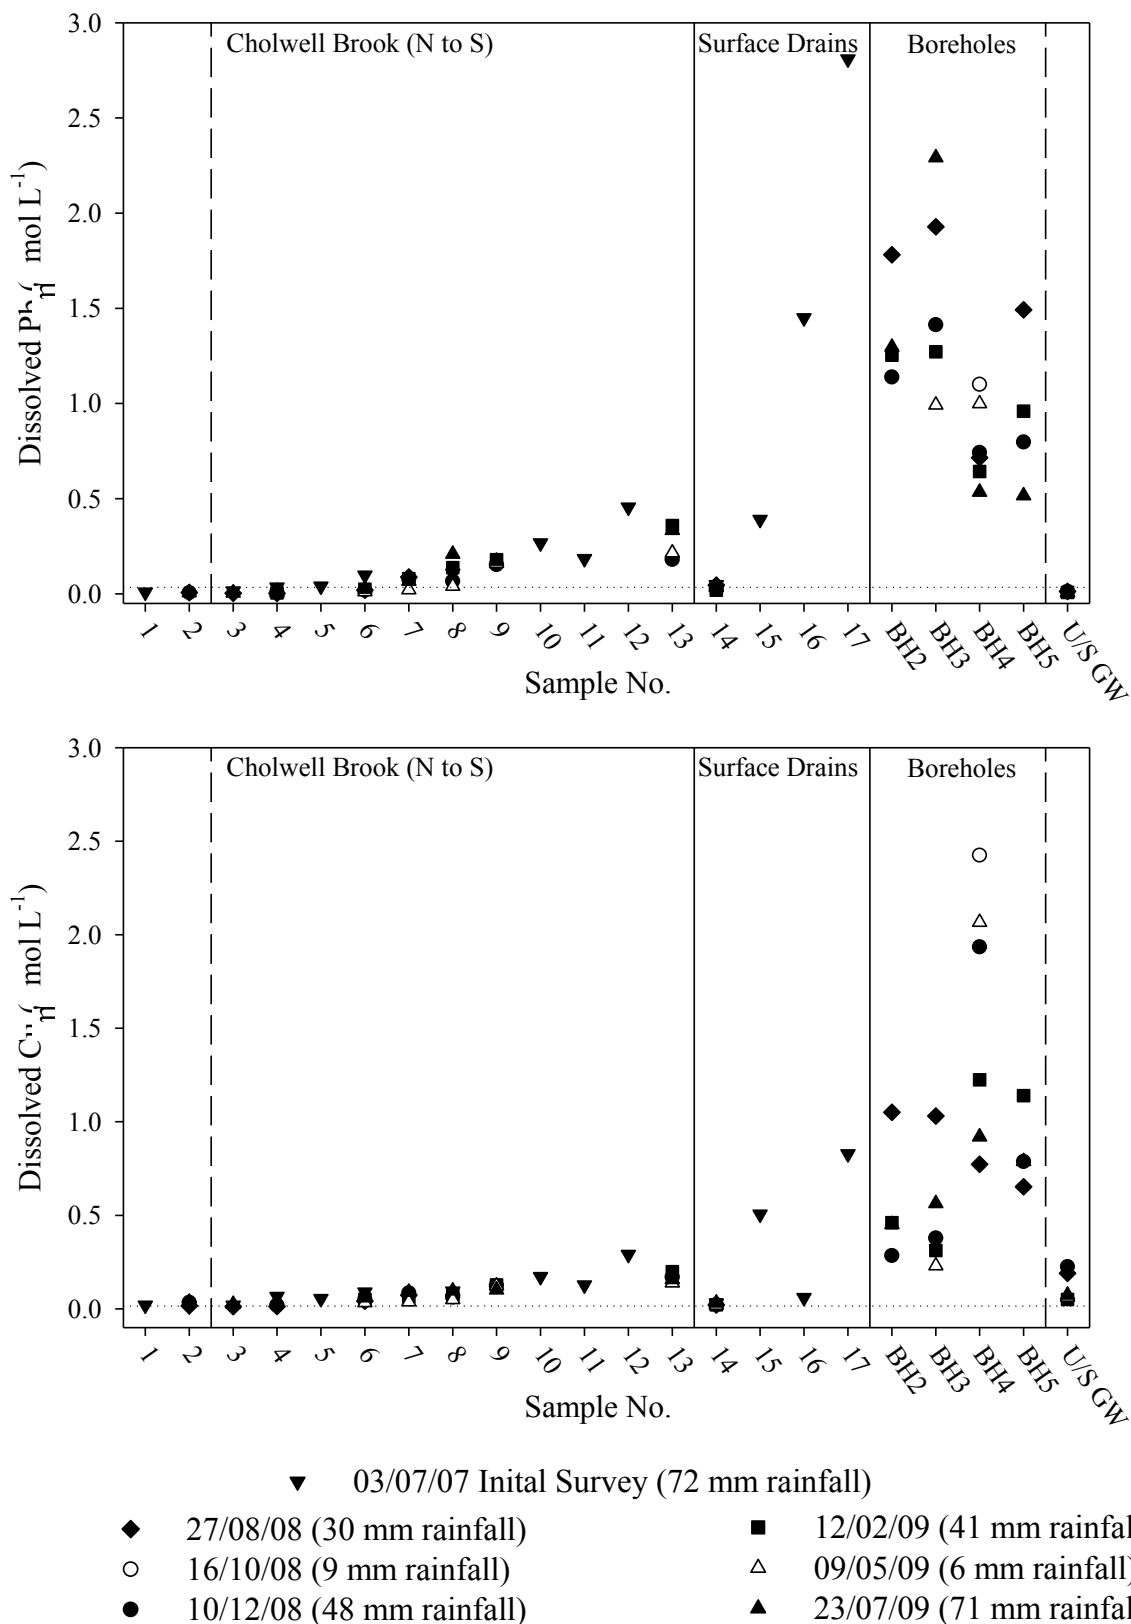 3.0
Cholwell Brook (N to S) Surface Drains Boreholes
2.5
2.0
1.5
1.0
0.5
0.0
Dissolved mol L-1)
1 2 3 4 5 6 7 8 9 10 11 12 13 14 15 16 17 BH2 BH3 BH4 BH5 U/S GW
Sample No.
3.0
Cholwell Brook (N to S) Surface Drains Boreholes
2.5
2.0
1.5
1.0
0.5
0.0
Dissolved mol L-1)
1 2 3 4 5 6 7 8 9 10 11 12 13 14 15 16 17 BH2 BH3 BH4 BH5 U/S GW
Sample No.
03/07/07 Inital Survey (72 mm rainfall)
27/08/08 (30 mm rainfall) 12/02/09 (41 mm rainfal
16/10/08 (9 mm rainfall) 09/05/09 (6 mm rainfall)
10/12/08 (48 mm rainfall) 23/07/09 (71 mm rainfal